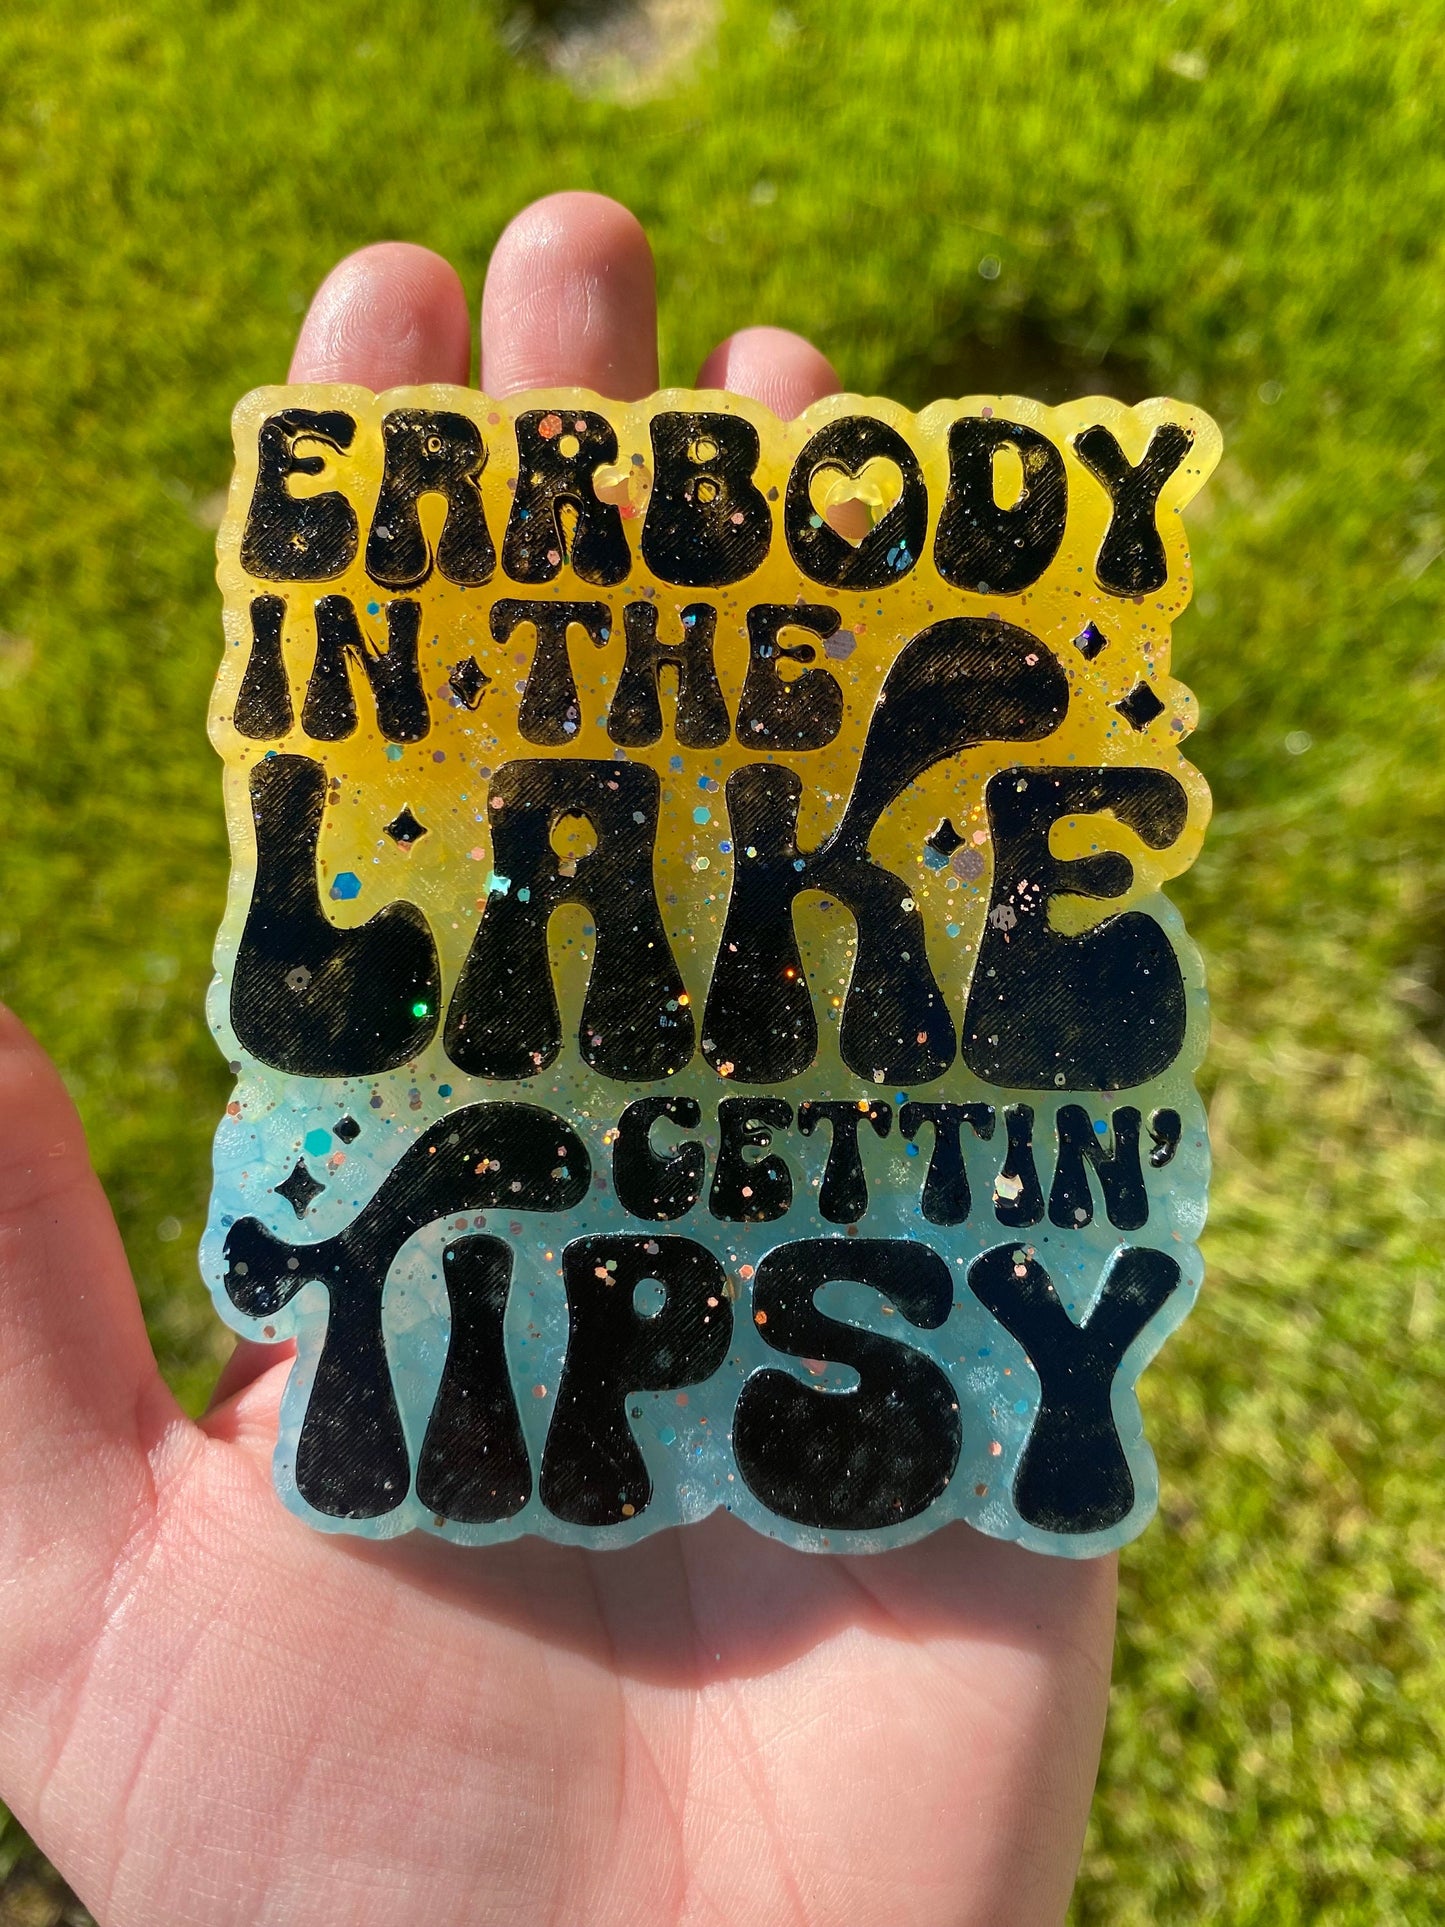 ERRBODY
IN THE
LAKE
GETTIN'
TIPSY